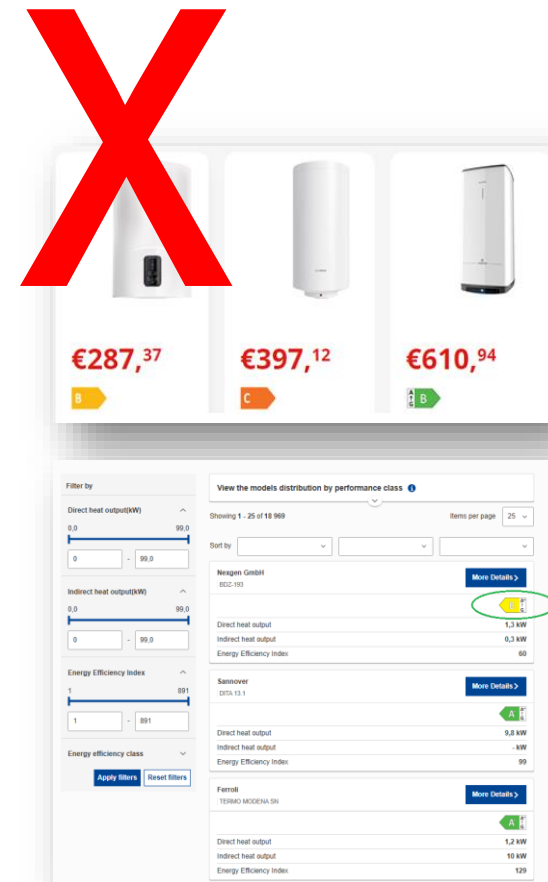 X
€287,37
€397,12
€610,94
B
C
A
↑
G
B
Filter by
Direct heat output(kW)
0,0 99,0
0 - 99,0
Indirect heat output(kW)
0,0 99,0
0 - 99,0
Energy Efficiency Index
1 891
1 - 891
Energy efficiency class
Apply filters Reset filters
View the models distribution by performance class
Showing 1 - 25 of 18 969 Items per page 25
Sort by
Nexgen GmbH More Details >
BDZ-193
Direct heat output 1,3 kW
Indirect heat output 0,3 kW
Energy Efficiency Index 60
Sannover More Details >
DITA 13.1
A
Direct heat output 9,8 kW
Indirect heat output - kW
Energy Efficiency Index 99
Ferroli More Details >
TERMO MODENA SN
A
Direct heat output 1,2 kW
Indirect heat output 10 kW
Energy Efficiency Index 129